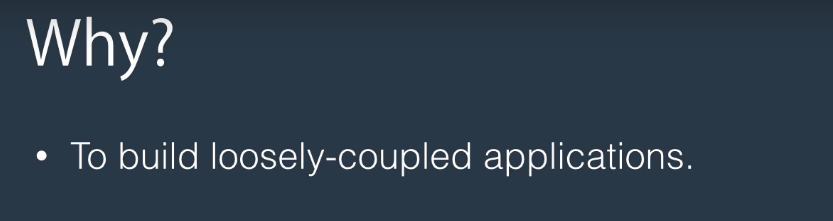 Why?
• To build loosely-coupled applications.